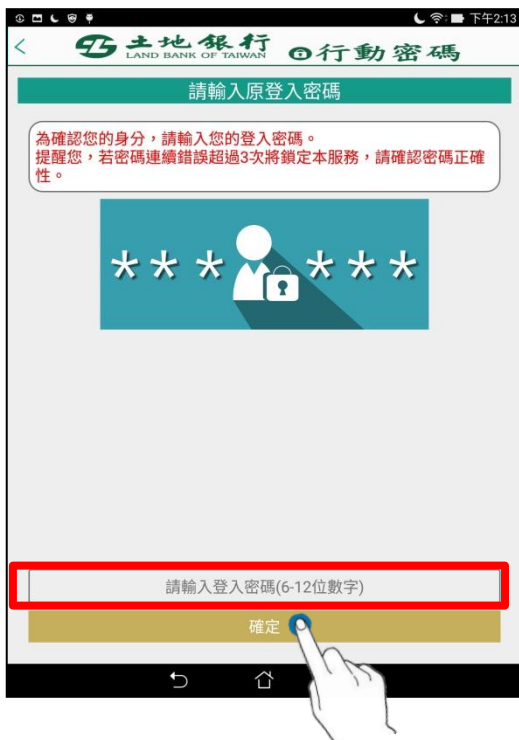 下午2:13
土地銀行 行動密碼
LAND BANK OF TAIWAN
請輸入原登入密碼
為確認您的身分，請輸入您的登入密碼。
提醒您，若密碼連續錯誤超過3次將鎖定本服務，請確認密碼正確
性。
* * * * * *
請輸入登入密碼(6-12位數字)
確定